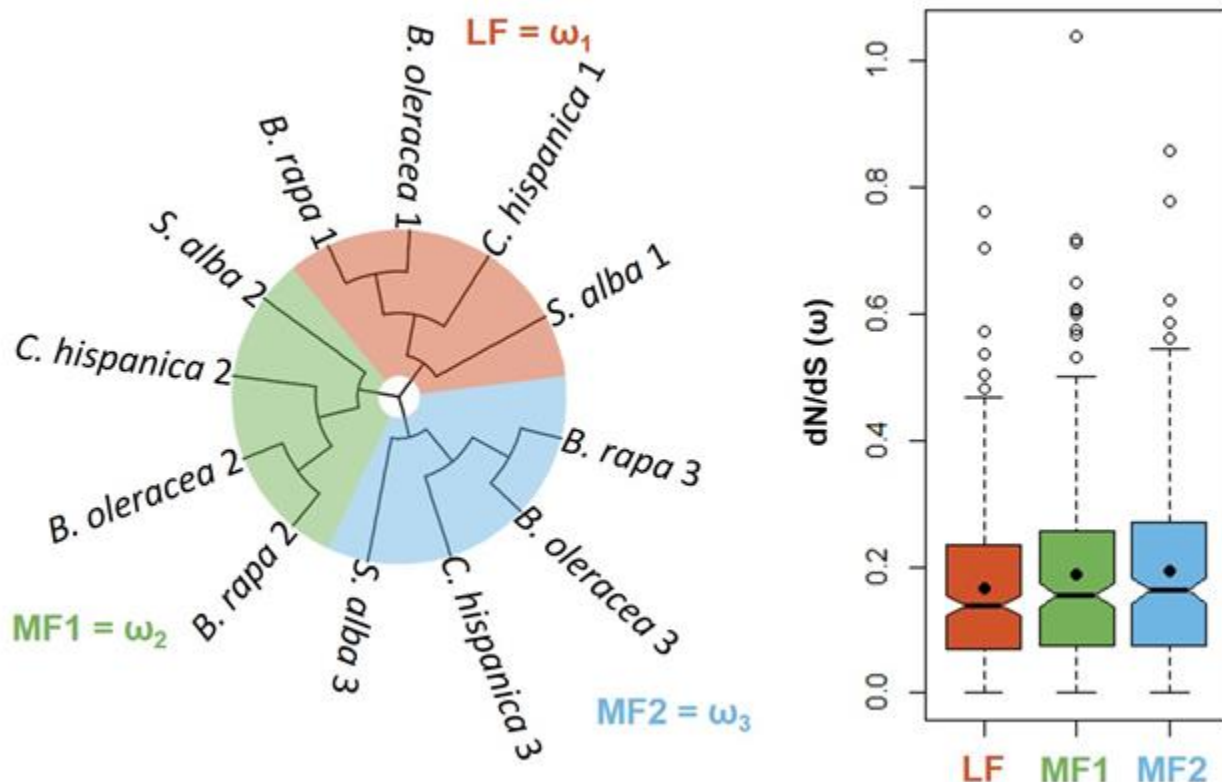 LF = ω₁
B. oleracea 1
C. hispanica 1
B. rapa 1
S. alba 1
S. alba 2
C. hispanica 2
B. oleracea 2
B. rapa 2
S. alba 3
C. hispanica 3
B. oleracea 3
B. rapa 3
MF1 = ω₂
MF2 = ω₃
dN/dS (ω)
1.0
0.8
0.6
0.4
0.2
0.0
LF MF1 MF2